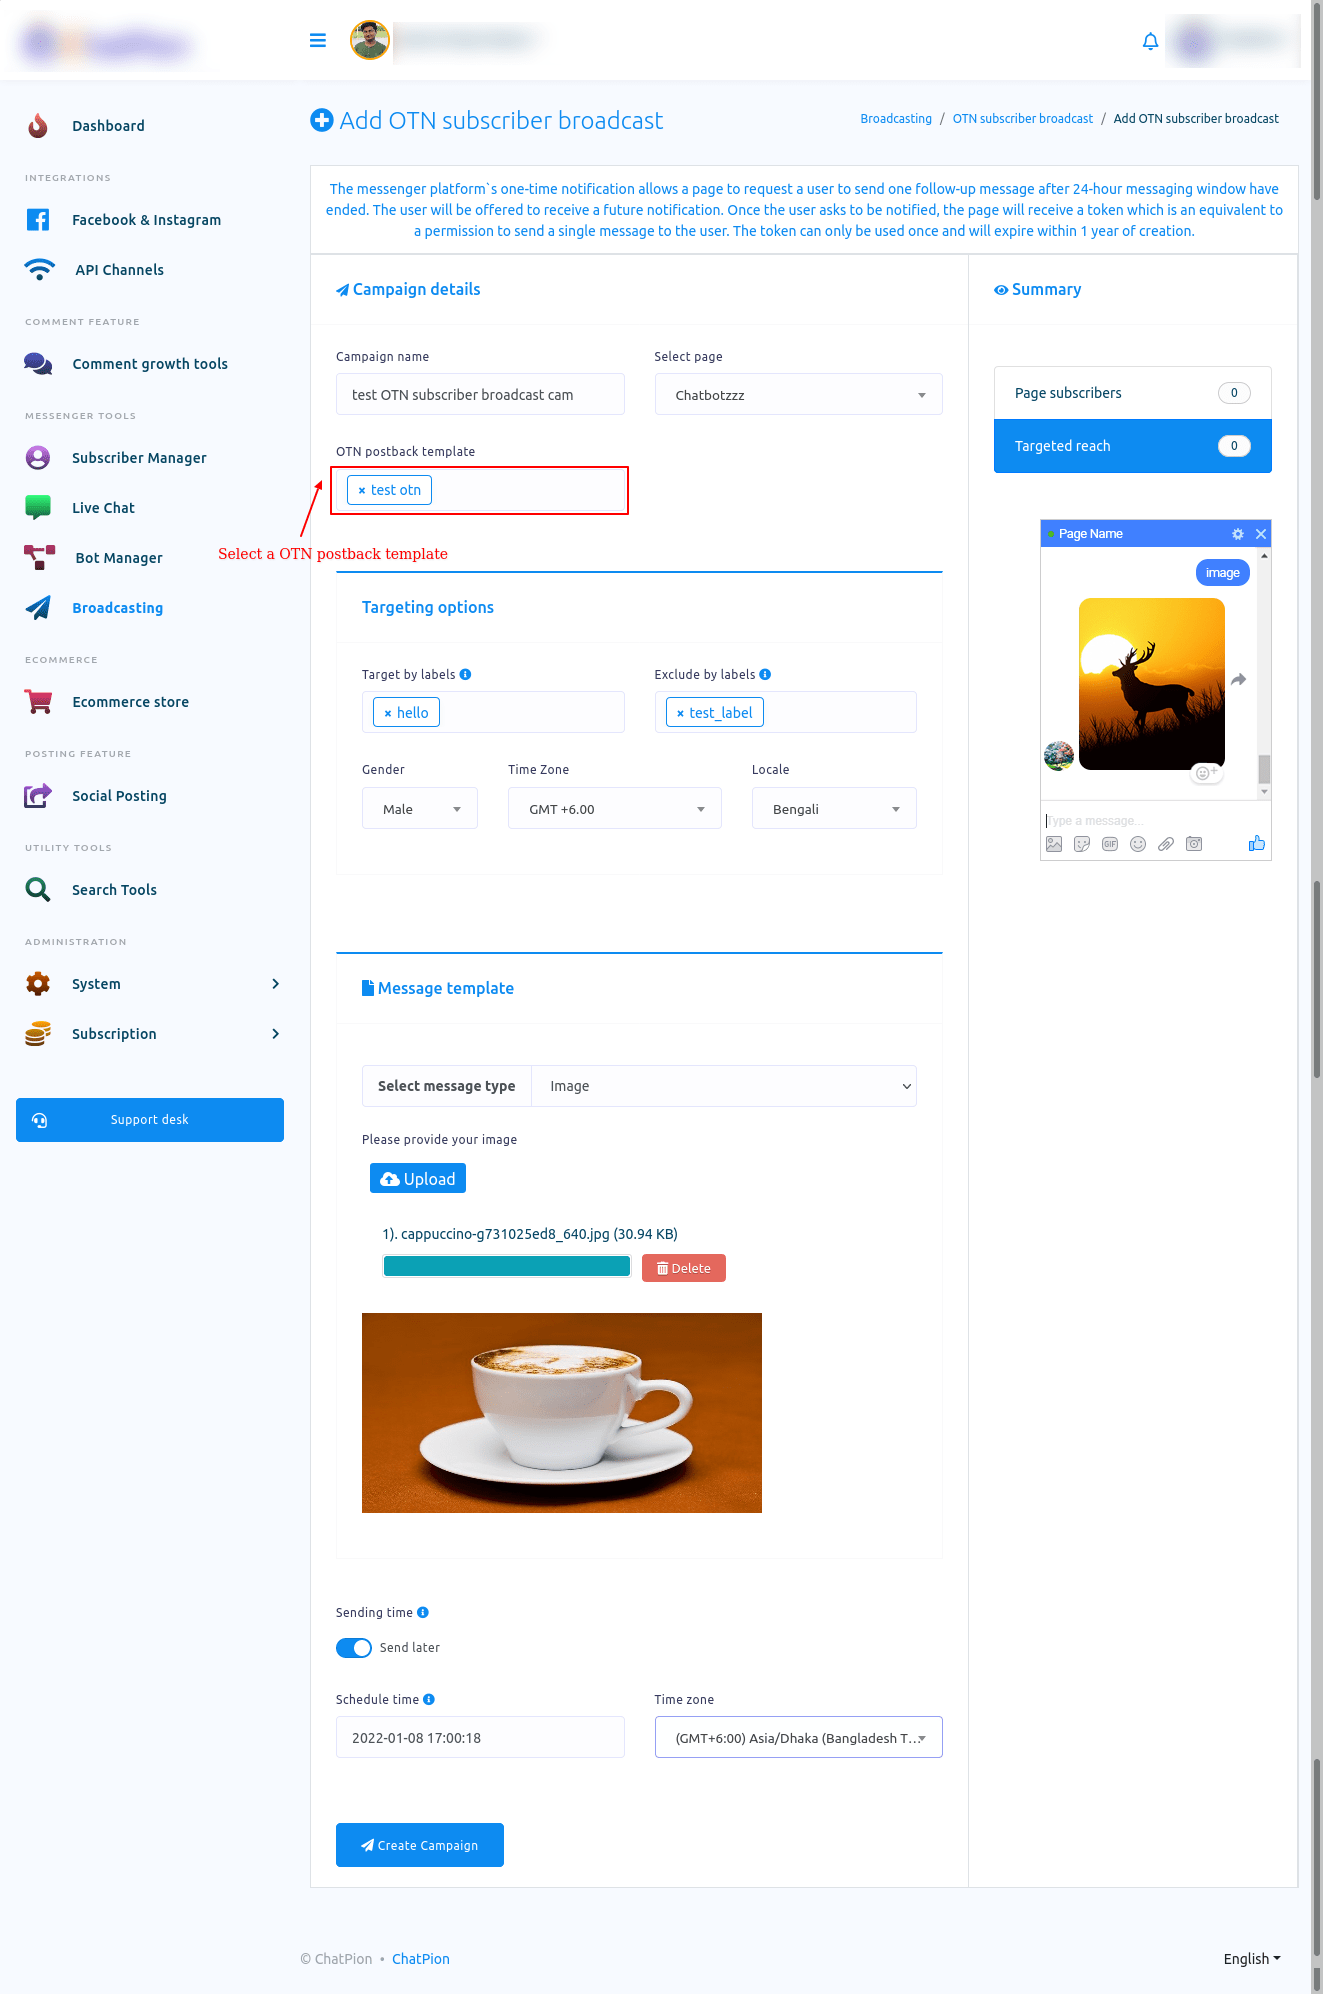 Dashboard
INTEGRATIONS
Facebook & Instagram
API Channels
COMMENT FEATURE
Comment growth tools
MESSENGER TOOLS
Subscriber Manager
Live Chat
Bot Manager
Broadcasting
ECOMMERCE
Ecommerce store
POSTING FEATURE
Social Posting
UTILITY TOOLS
Search Tools
ADMINISTRATION
System
Subscription
Support desk
Add OTN subscriber broadcast
Broadcasting / OTN subscriber broadcast / Add OTN subscriber broadcast
The messenger platform`s one-time notification allows a page to request a user to send one follow-up message after 24-hour messaging window have
ended. The user will be offered to receive a future notification. Once the user asks to be notified, the page will receive a token which is an equivalent to
a permission to send a single message to the user. The token can only be used once and will expire within 1 year of creation.
Campaign details
Campaign name
Select page
test OTN subscriber broadcast cam
Chatbotzzz
OTN postback template
× test otn
Select a OTN postback template
Targeting options
Target by labels
Exclude by labels
× hello
× test_label
Gender
Time Zone
Locale
Male
GMT +6.00
Bengali
Message template
Select message type
Image
Please provide your image
Upload
1). cappuccino-g731025ed8_640.jpg (30.94 KB)
Delete
Sending time
Send later
Schedule time
Time zone
2022-01-08 17:00:18
(GMT+6:00) Asia/Dhaka (Bangladesh T...
Create Campaign
Summary
Page subscribers 0
Targeted reach 0
Page Name
image
Type a message...
GIF
© ChatPion • ChatPion
English